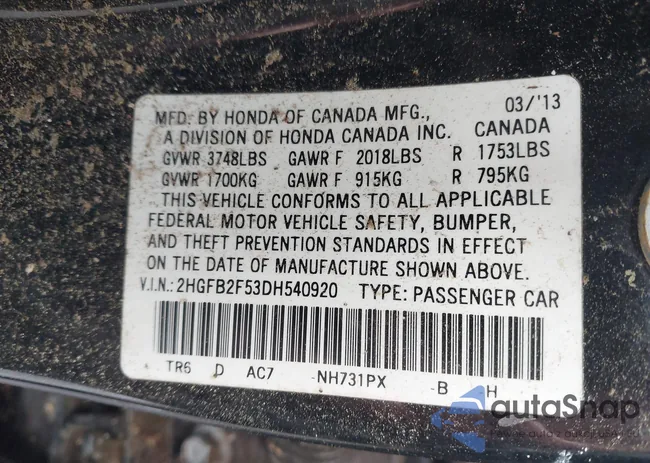 MFD. BY HONDA OF CANADA MFG., 03/'13
A DIVISION OF HONDA CANADA INC. CANADA
GVWR 3748LBS GAWR F 2018LBS R 1753LBS
GVWR 1700KG GAWR F 915KG R 795KG
THIS VEHICLE CONFORMS TO ALL APPLICABLE
FEDERAL MOTOR VEHICLE SAFETY, BUMPER,
AND THEFT PREVENTION STANDARDS IN EFFECT
ON THE DATE OF MANUFACTURE SHOWN ABOVE.
V.I.N.: 2HGFB2F53DH540920 TYPE: PASSENGER CAR
TR6 D AC7 -NH731PX -B H
autoSnap